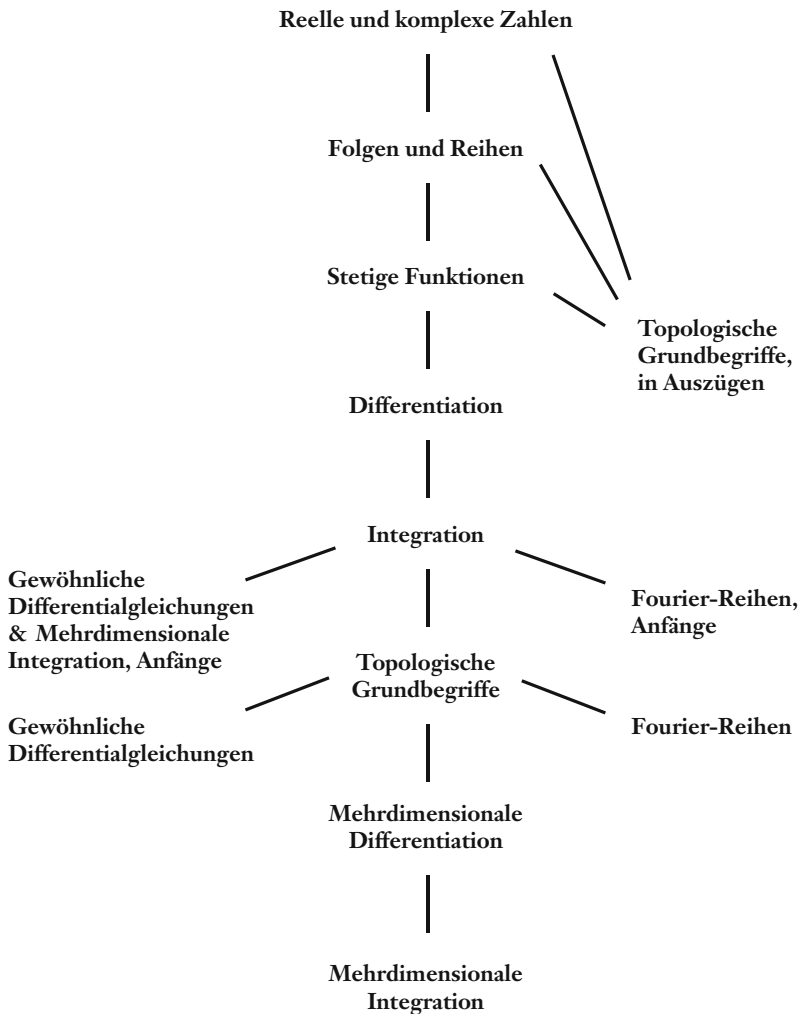 Reelle und komplexe Zahlen
Folgen und Reihen
Stetige Funktionen
Topologische
Grundbegriffe,
in Auszügen
Differentiation
Integration
Gewöhnliche
Differentialgleichungen
& Mehrdimensionale
Integration, Anfänge
Fourier-Reihen,
Anfänge
Topologische
Grundbegriffe
Gewöhnliche
Differentialgleichungen
Fourier-Reihen
Mehrdimensionale
Differentiation
Mehrdimensionale
Integration